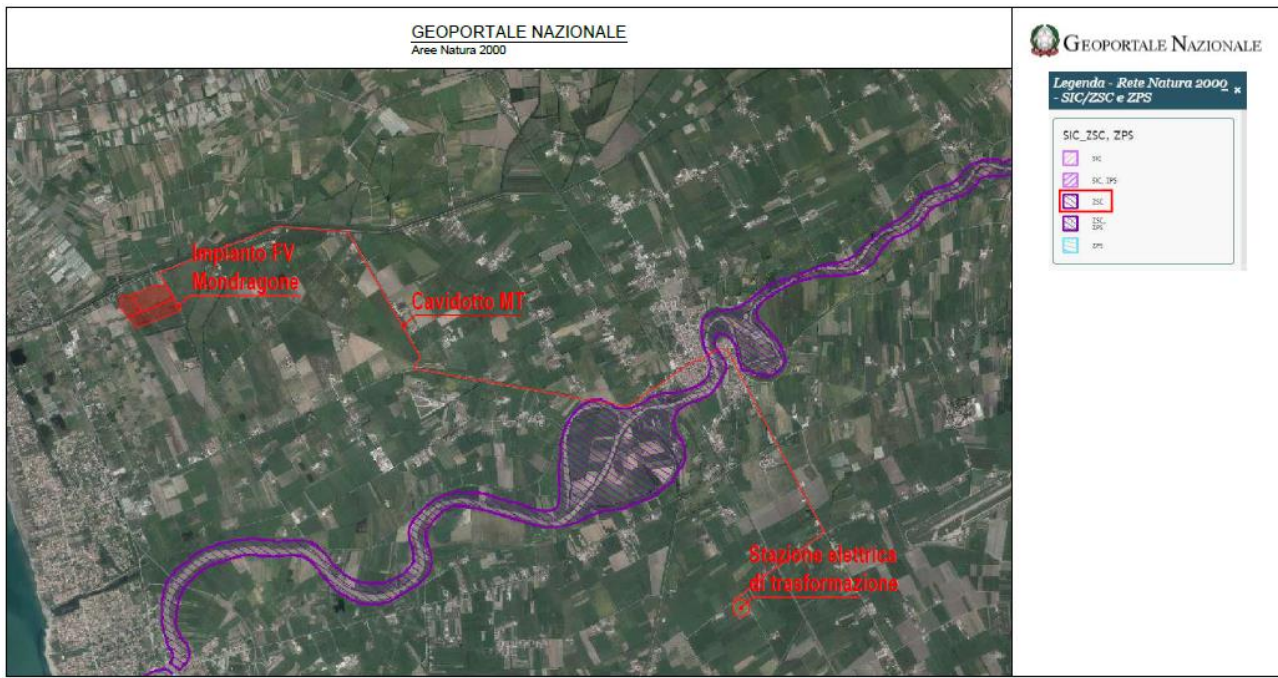 GEOPORTALE NAZIONALE
Aree Natura 2000
GEOPORTALE NAZIONALE
Legenda - Rete Natura 2000
- SIC/ZSC e ZPS
SIC_ZSC, ZPS
SIC
SIC, ZPS
ZSC
ZSC,
ZPS
ZPS
Impianto FV
Mondragone
Cavidotto MT
Stazione elettrica
di trasformazione